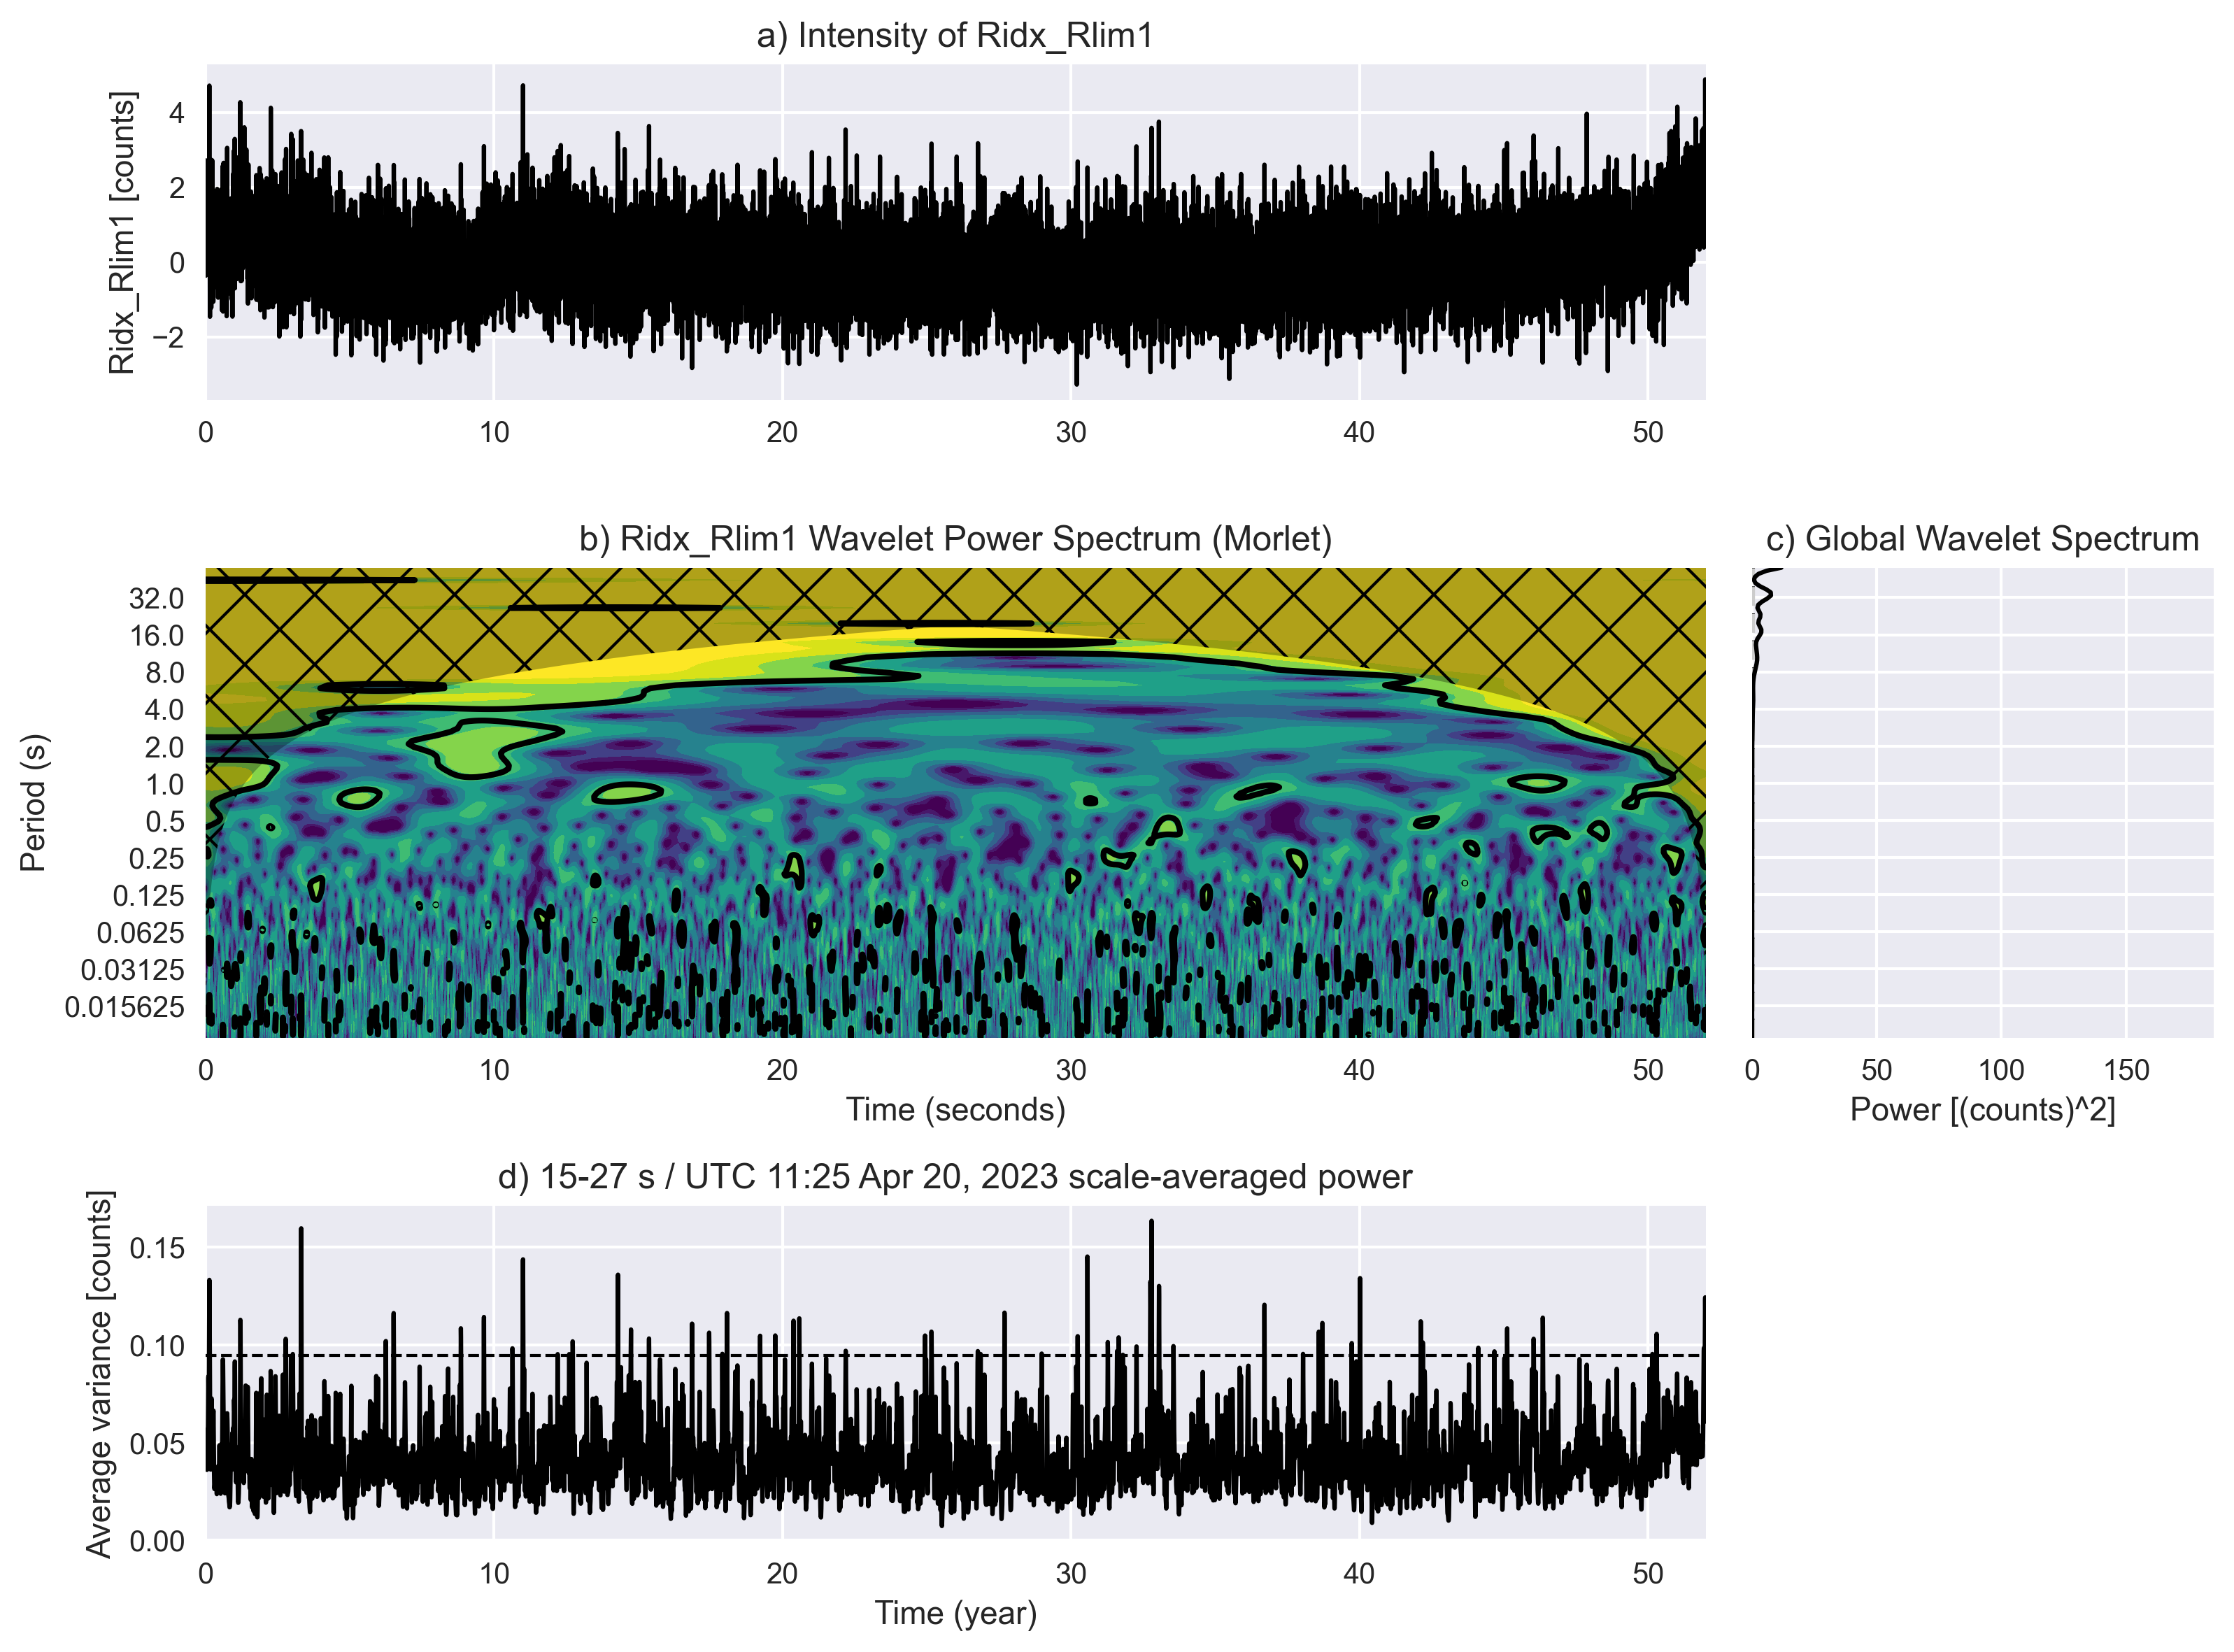 a) Intensity of Ridx_Rlim1
Ridx_Rlim1 [counts]
4
2
0
−2
0 10 20 30 40 50
b) Ridx_Rlim1 Wavelet Power Spectrum (Morlet)
Period (s)
32.0
16.0
8.0
4.0
2.0
1.0
0.5
0.25
0.125
0.0625
0.03125
0.015625
0 10 20 30 40 50
Time (seconds)
c) Global Wavelet Spectrum
0 50 100 150
Power [(counts)^2]
d) 15-27 s / UTC 11:25 Apr 20, 2023 scale-averaged power
Average variance [counts]
0.15
0.10
0.05
0.00
0 10 20 30 40 50
Time (year)